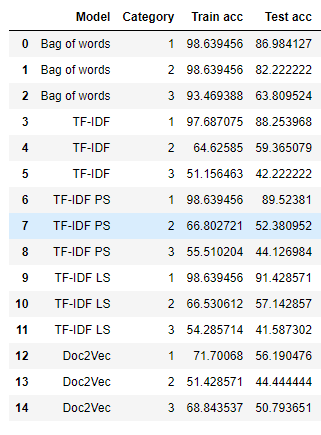 Model Category Train acc Test acc
0 Bag of words 1 98.639456 86.984127
1 Bag of words 2 98.639456 82.222222
2 Bag of words 3 93.469388 63.809524
3 TF-IDF 1 97.687075 88.253968
4 TF-IDF 2 64.62585 59.365079
5 TF-IDF 3 51.156463 42.222222
6 TF-IDF PS 1 98.639456 89.52381
7 TF-IDF PS 2 66.802721 52.380952
8 TF-IDF PS 3 55.510204 44.126984
9 TF-IDF LS 1 98.639456 91.428571
10 TF-IDF LS 2 66.530612 57.142857
11 TF-IDF LS 3 54.285714 41.587302
12 Doc2Vec 1 71.70068 56.190476
13 Doc2Vec 2 51.428571 44.444444
14 Doc2Vec 3 68.843537 50.793651